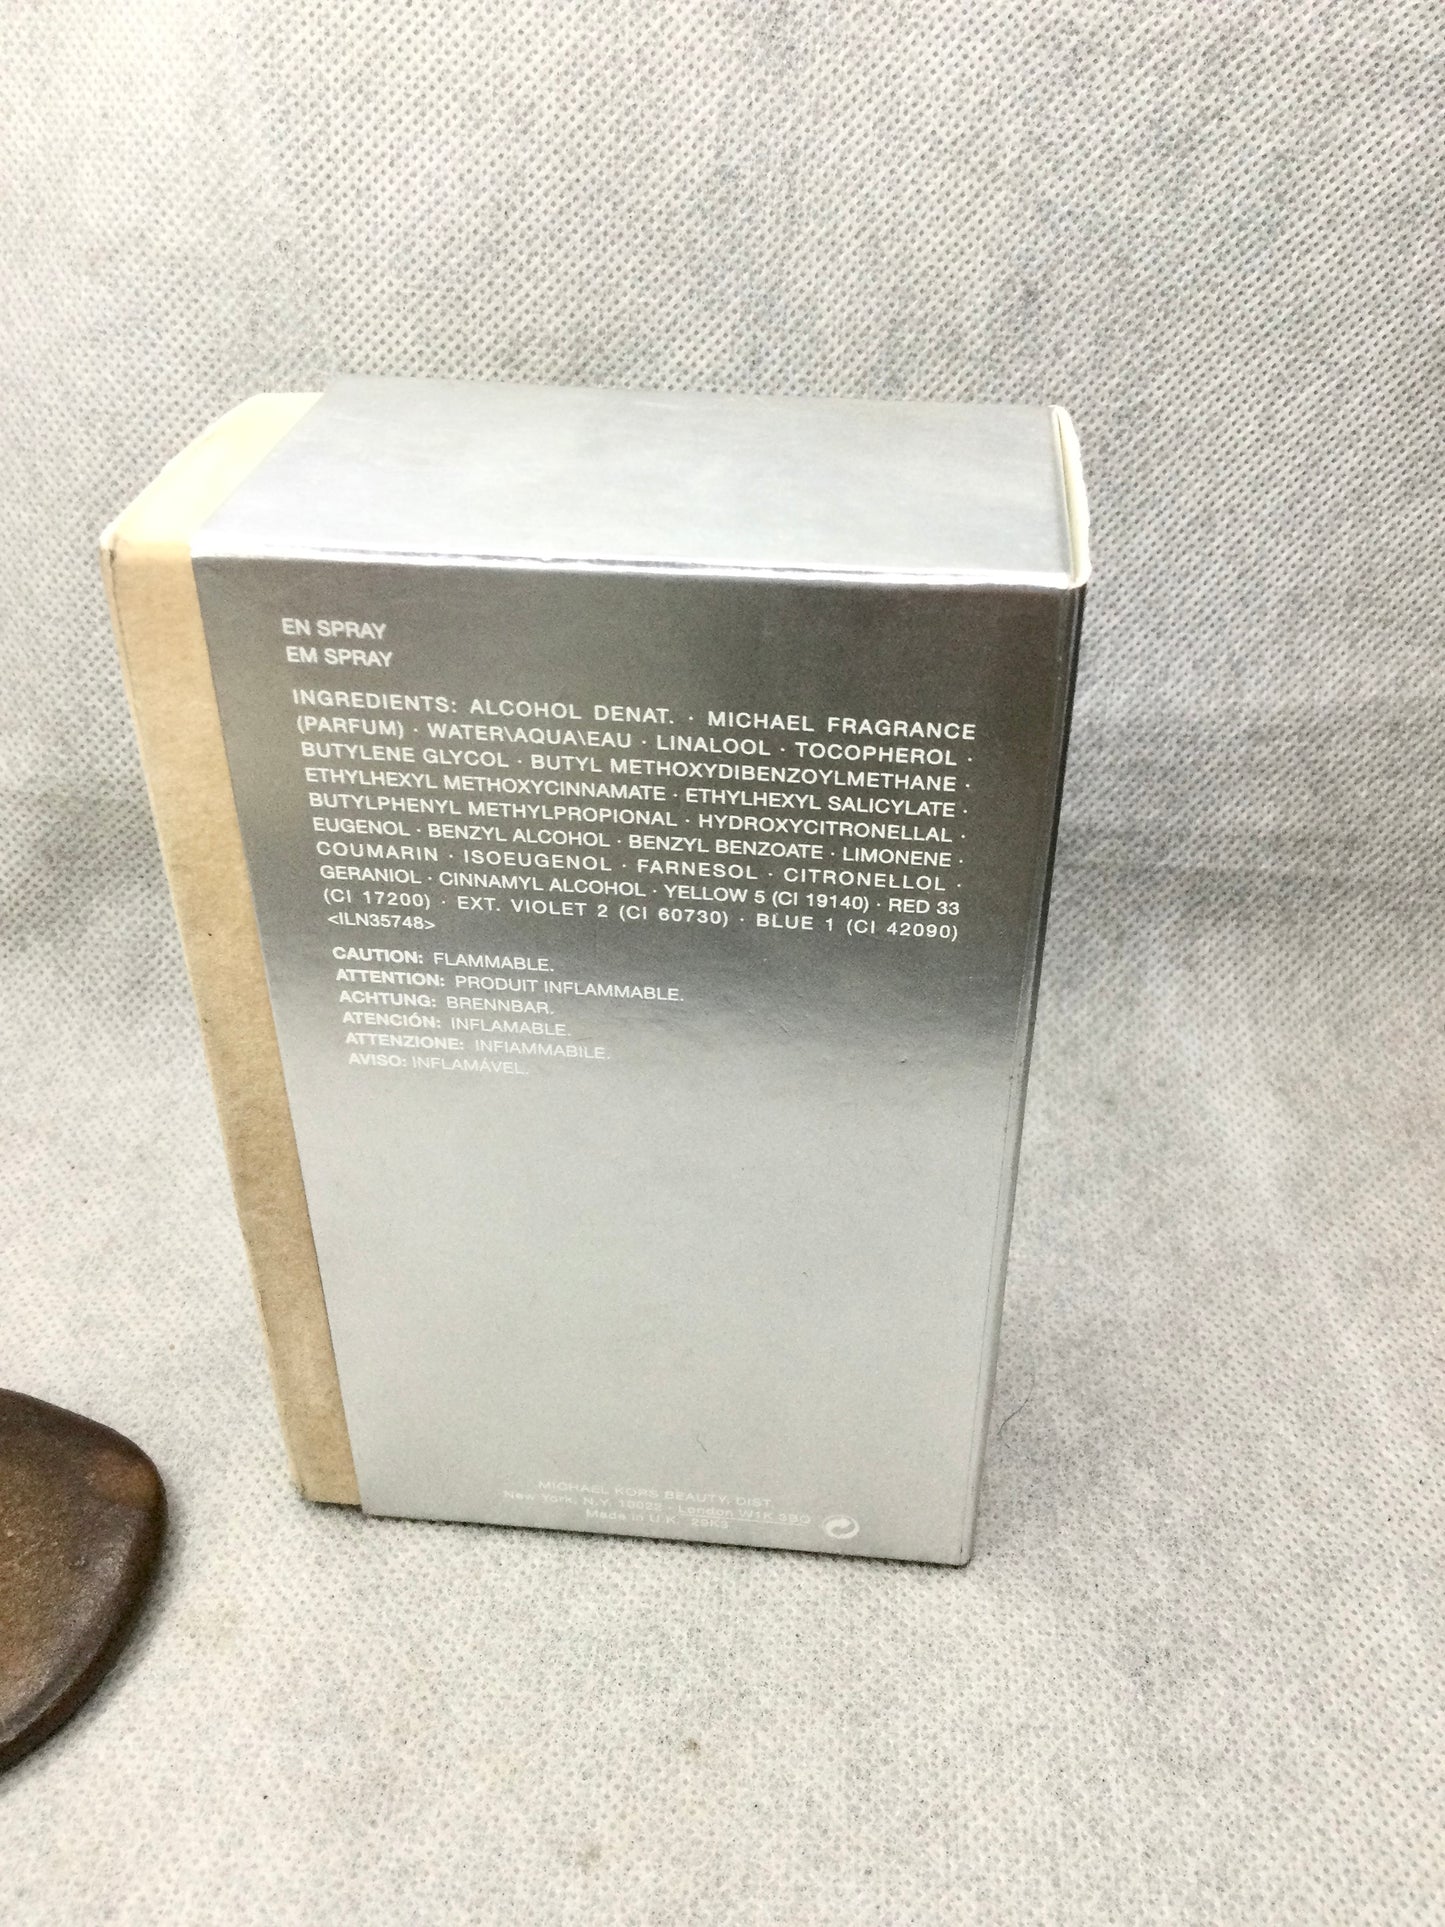 EN SPRAY
EM SPRAY
INGREDIENTS: ALCOHOL DENAT. · MICHAEL FRAGRANCE
(PARFUM) · WATER\AQUA\EAU · LINALOOL · TOCOPHEROL ·
BUTYLENE GLYCOL · BUTYL METHOXYDIBENZOYLMETHANE ·
ETHYLHEXYL METHOXYCINNAMATE · ETHYLHEXYL SALICYLATE ·
BUTYLPHENYL METHYLPROPIONAL · HYDROXYCITRONELLAL ·
EUGENOL · BENZYL ALCOHOL · BENZYL BENZOATE · LIMONENE ·
COUMARIN · ISOEUGENOL · FARNESOL · CITRONELLOL ·
GERANIOL · CINNAMYL ALCOHOL · YELLOW 5 (CI 19140) · RED 33
(CI 17200) · EXT. VIOLET 2 (CI 60730) · BLUE 1 (CI 42090)
<ILN35748>
CAUTION: FLAMMABLE.
ATTENTION: PRODUIT INFLAMMABLE.
ACHTUNG: BRENNBAR.
ATENCIÓN: INFLAMABLE.
ATTENZIONE: INFIAMMABILE.
AVISO: INFLAMÁVEL.
MICHAEL KORS BEAUTY, DIST.
New York, N.Y. 10022 · London W1K 3BQ
Made in U.K.